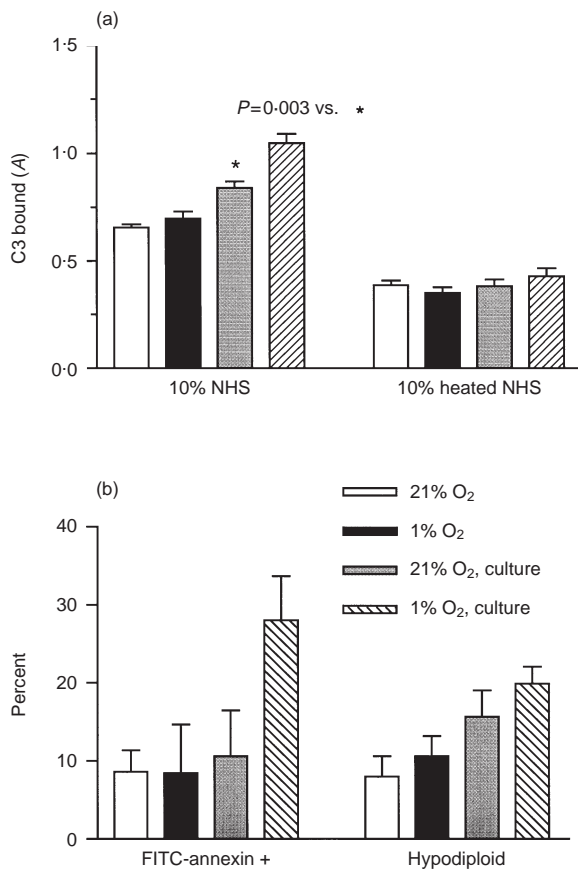 (a)
1·5
P=0·003 vs. *
1·0
*
C3 bound (A)
0·5
0·0
10% NHS
10% heated NHS
(b)
21% O₂
1% O₂
21% O₂, culture
1% O₂, culture
40
30
Percent
20
10
0
FITC-annexin +
Hypodiploid